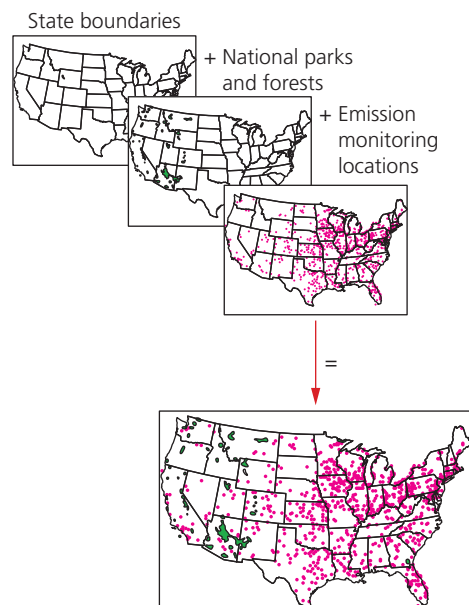 State boundaries
+ National parks
and forests
+ Emission
monitoring
locations
=